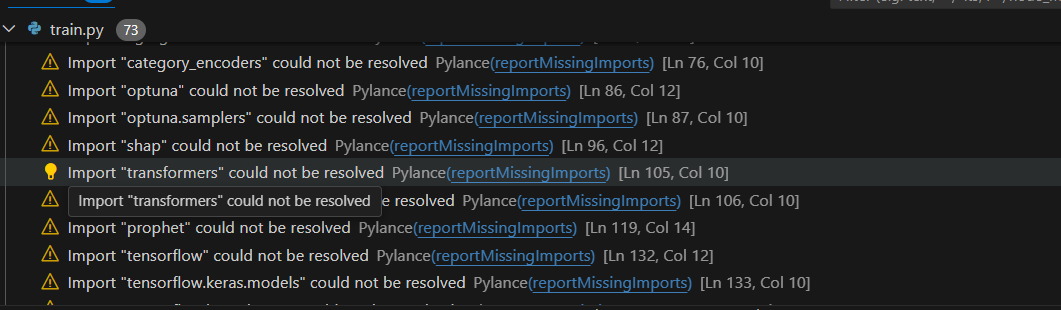 train.py 73
Import "category_encoders" could not be resolved Pylance(reportMissingImports) [Ln 76, Col 10]
Import "optuna" could not be resolved Pylance(reportMissingImports) [Ln 86, Col 12]
Import "optuna.samplers" could not be resolved Pylance(reportMissingImports) [Ln 87, Col 10]
Import "shap" could not be resolved Pylance(reportMissingImports) [Ln 96, Col 12]
Import "transformers" could not be resolved Pylance(reportMissingImports) [Ln 105, Col 10]
Import "transformers" could not be resolved
e resolved Pylance(reportMissingImports) [Ln 106, Col 10]
Import "prophet" could not be resolved Pylance(reportMissingImports) [Ln 119, Col 14]
Import "tensorflow" could not be resolved Pylance(reportMissingImports) [Ln 132, Col 12]
Import "tensorflow.keras.models" could not be resolved Pylance(reportMissingImports) [Ln 133, Col 10]